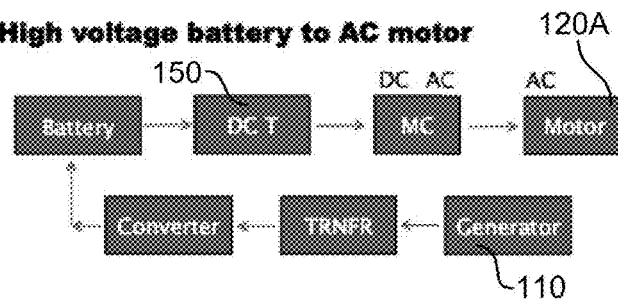 High voltage battery to AC motor
120A
150
DC AC
AC
Battery
DC T
MC
Motor
Converter
TRNFR
Generator
110